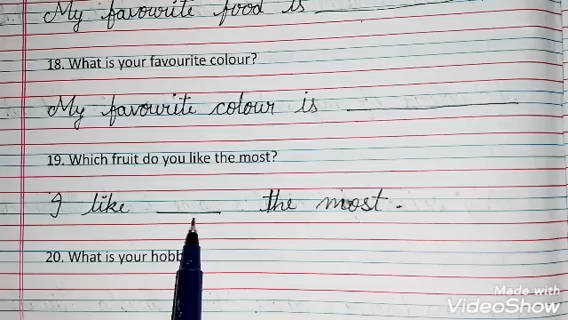 My favourite food is
18. What is your favourite colour?
My favourite colour is
19. Which fruit do you like the most?
I like ____ the most.
20. What is your hobb
Made with
VideoShow